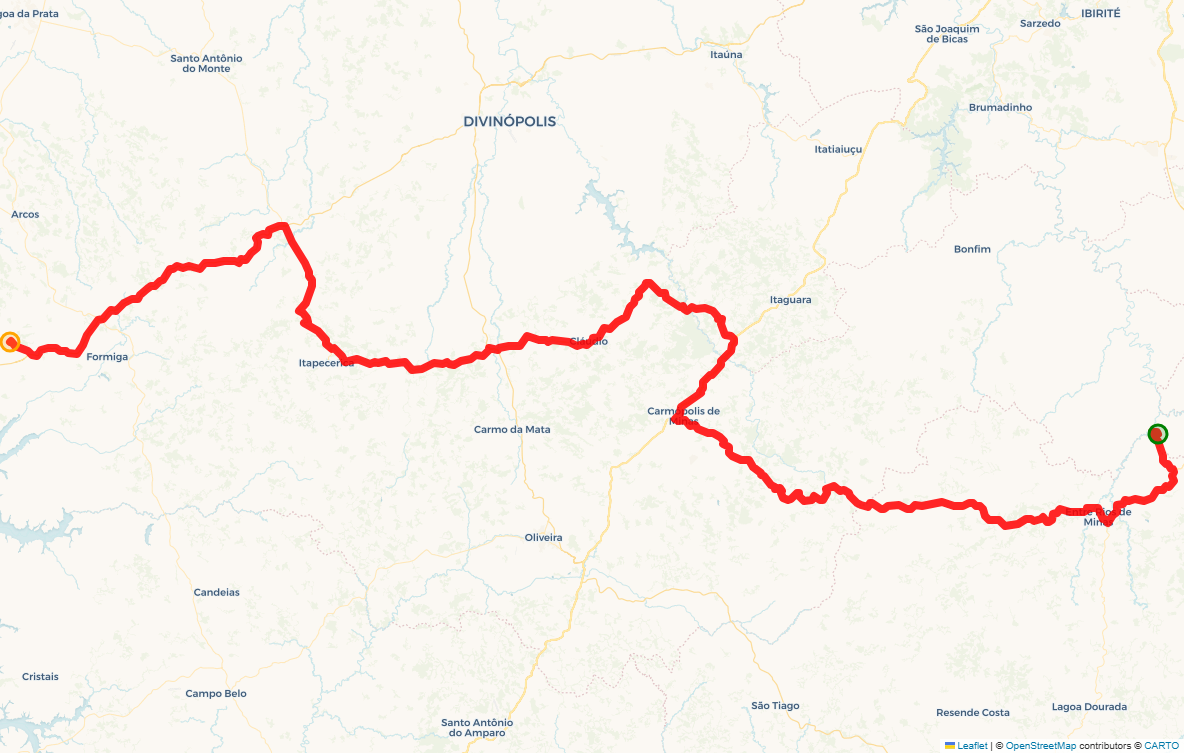 goa da Prata
IBIRITÉ
Sarzedo
São Joaquim
de Bicas
Santo Antônio
do Monte
Itaúna
Brumadinho
DIVINÓPOLIS
Itatiaiuçu
Arcos
Bonfim
Itaguara
Cláudio
Formiga
Itapecerica
Carmópolis de
Minas
Carmo da Mata
Entre Rios de
Minas
Oliveira
Candeias
Cristais
Campo Belo
São Tiago
Lagoa Dourada
Resende Costa
Santo Antônio
do Amparo
Leaflet | © OpenStreetMap contributors © CARTO